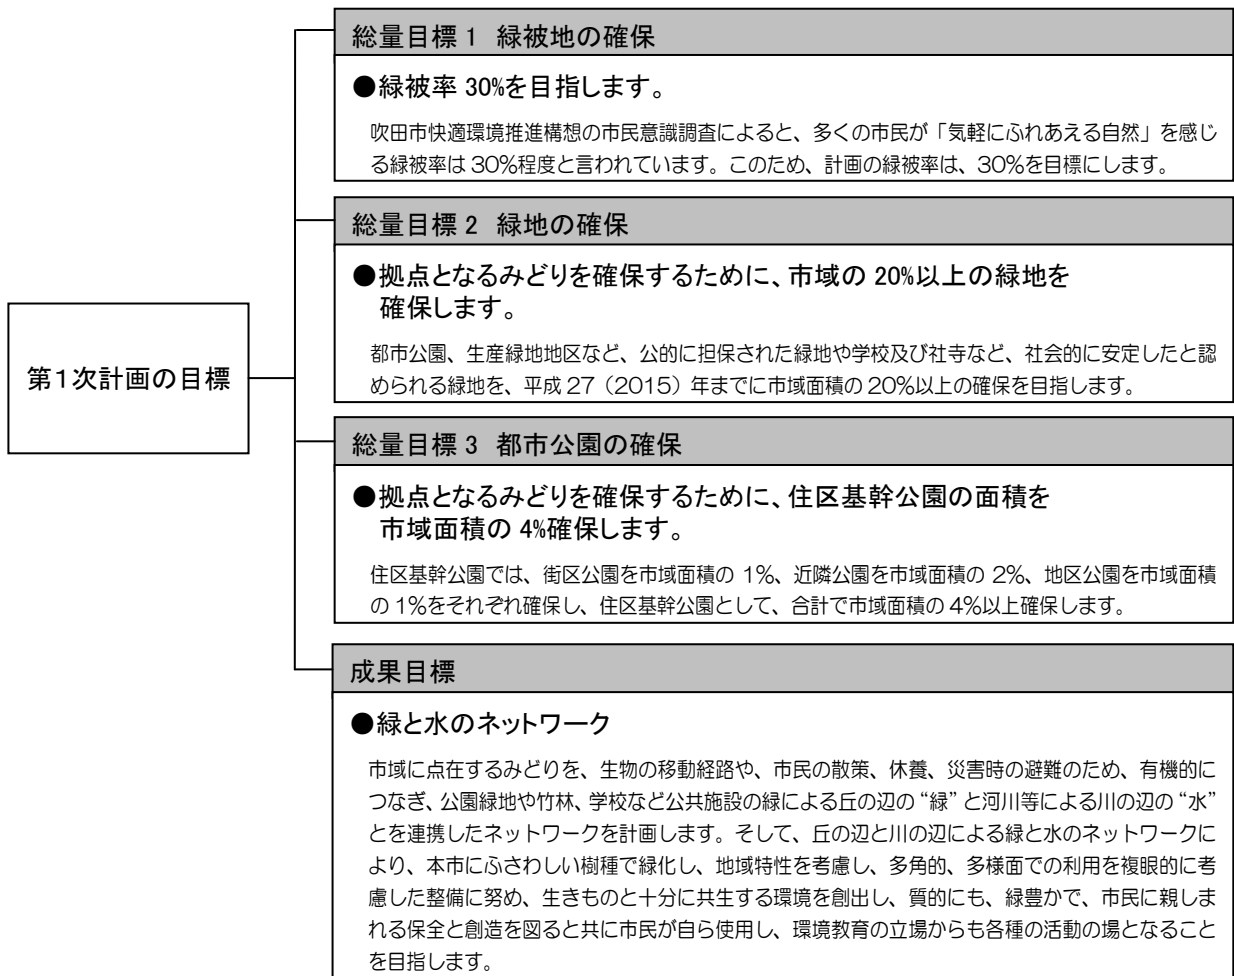 第1次計画の目標
総量目標 1 緑被地の確保
●緑被率 30%を目指します。
吹田市快適環境推進構想の市民意識調査によると、多くの市民が「気軽にふれあえる自然」を感じ
る緑被率は 30%程度と言われています。このため、計画の緑被率は、30%を目標にします。
総量目標 2 緑地の確保
●拠点となるみどりを確保するために、市域の 20%以上の緑地を
確保します。
都市公園、生産緑地地区など、公的に担保された緑地や学校及び社寺など、社会的に安定したと認
められる緑地を、平成 27（2015）年までに市域面積の 20%以上の確保を目指します。
総量目標 3 都市公園の確保
●拠点となるみどりを確保するために、住区基幹公園の面積を
市域面積の 4%確保します。
住区基幹公園では、街区公園を市域面積の 1%、近隣公園を市域面積の 2%、地区公園を市域面積
の 1%をそれぞれ確保し、住区基幹公園として、合計で市域面積の 4%以上確保します。
成果目標
●緑と水のネットワーク
市域に点在するみどりを、生物の移動経路や、市民の散策、休養、災害時の避難のため、有機的に
つなぎ、公園緑地や竹林、学校など公共施設の緑による丘の辺の“緑”と河川等による川の辺の“水”
とを連携したネットワークを計画します。そして、丘の辺と川の辺による緑と水のネットワークに
より、本市にふさわしい樹種で緑化し、地域特性を考慮し、多角的、多様面での利用を複眼的に考
慮した整備に努め、生きものと十分に共生する環境を創出し、質的にも、緑豊かで、市民に親しま
れる保全と創造を図ると共に市民が自ら使用し、環境教育の立場からも各種の活動の場となること
を目指します。